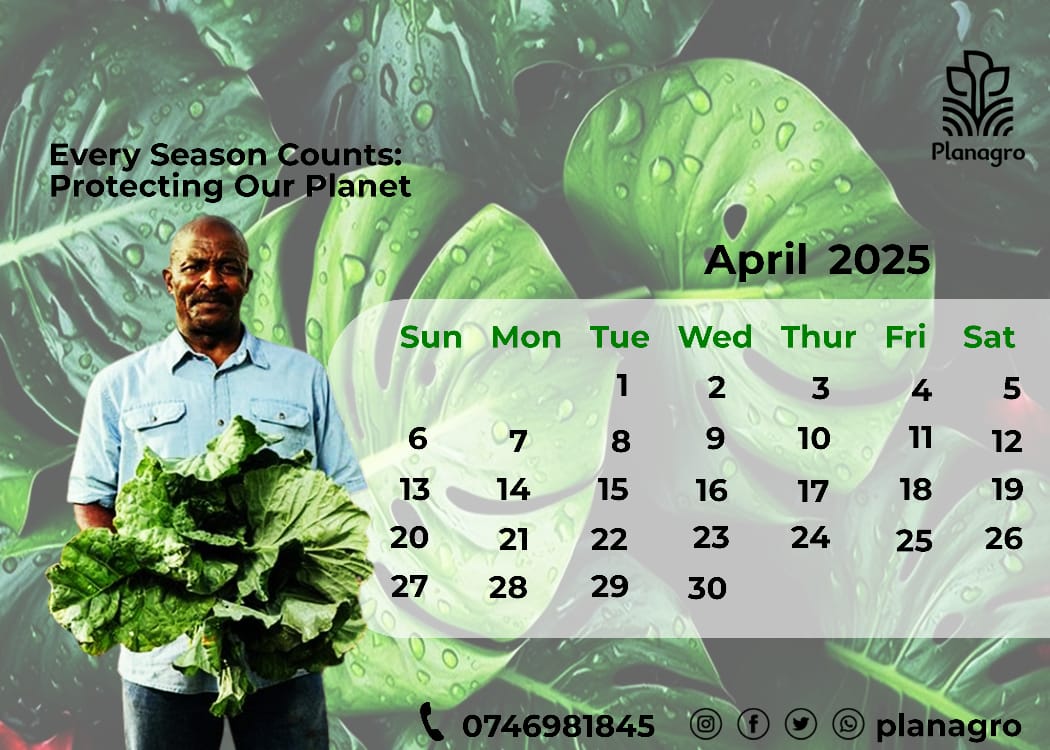 Every Season Counts:
Protecting Our Planet
Planagro
April 2025
Sun Mon Tue Wed Thur Fri Sat
1 2 3 4 5
6 7 8 9 10 11 12
13 14 15 16 17 18 19
20 21 22 23 24 25 26
27 28 29 30
0746981845 planagro